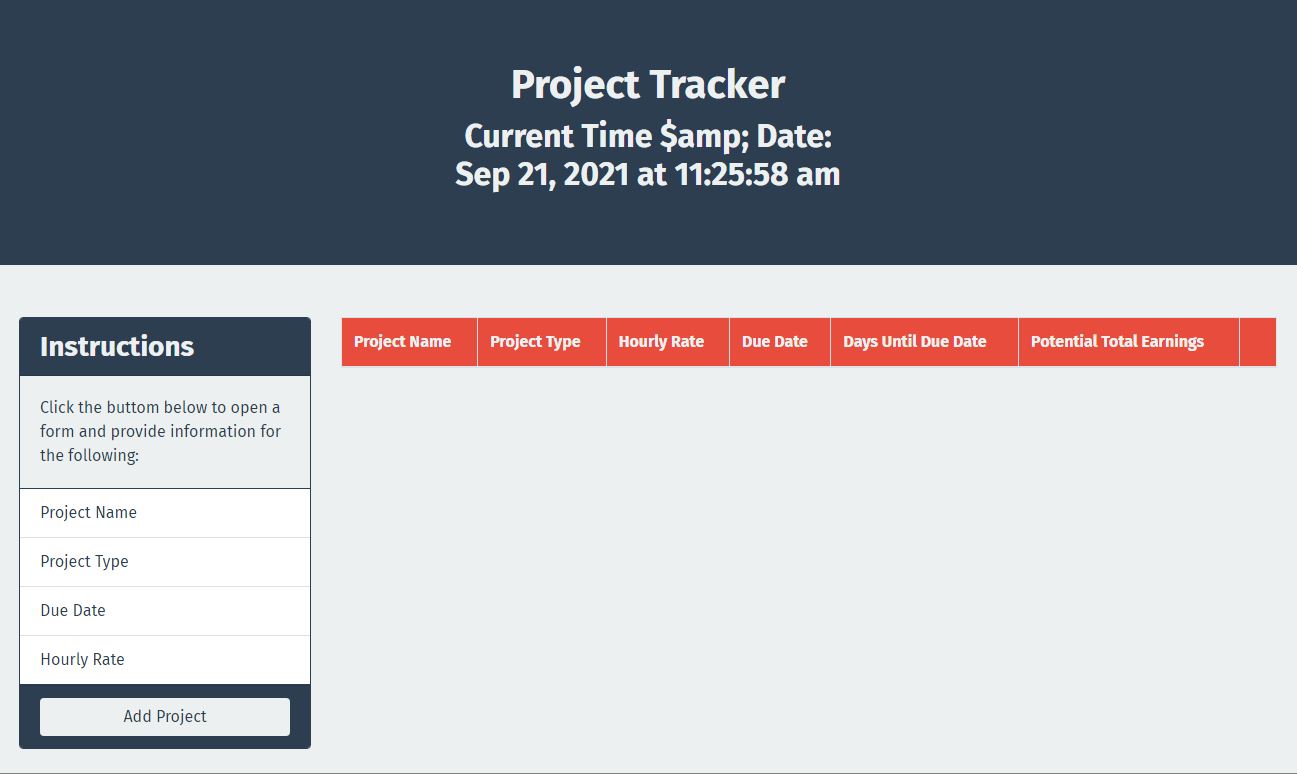 Project Tracker
Current Time $amp; Date:
Sep 21, 2021 at 11:25:58 am
Instructions
Click the buttom below to open a
form and provide information for
the following:
Project Name
Project Type
Due Date
Hourly Rate
Add Project
Project Name Project Type Hourly Rate Due Date Days Until Due Date Potential Total Earnings